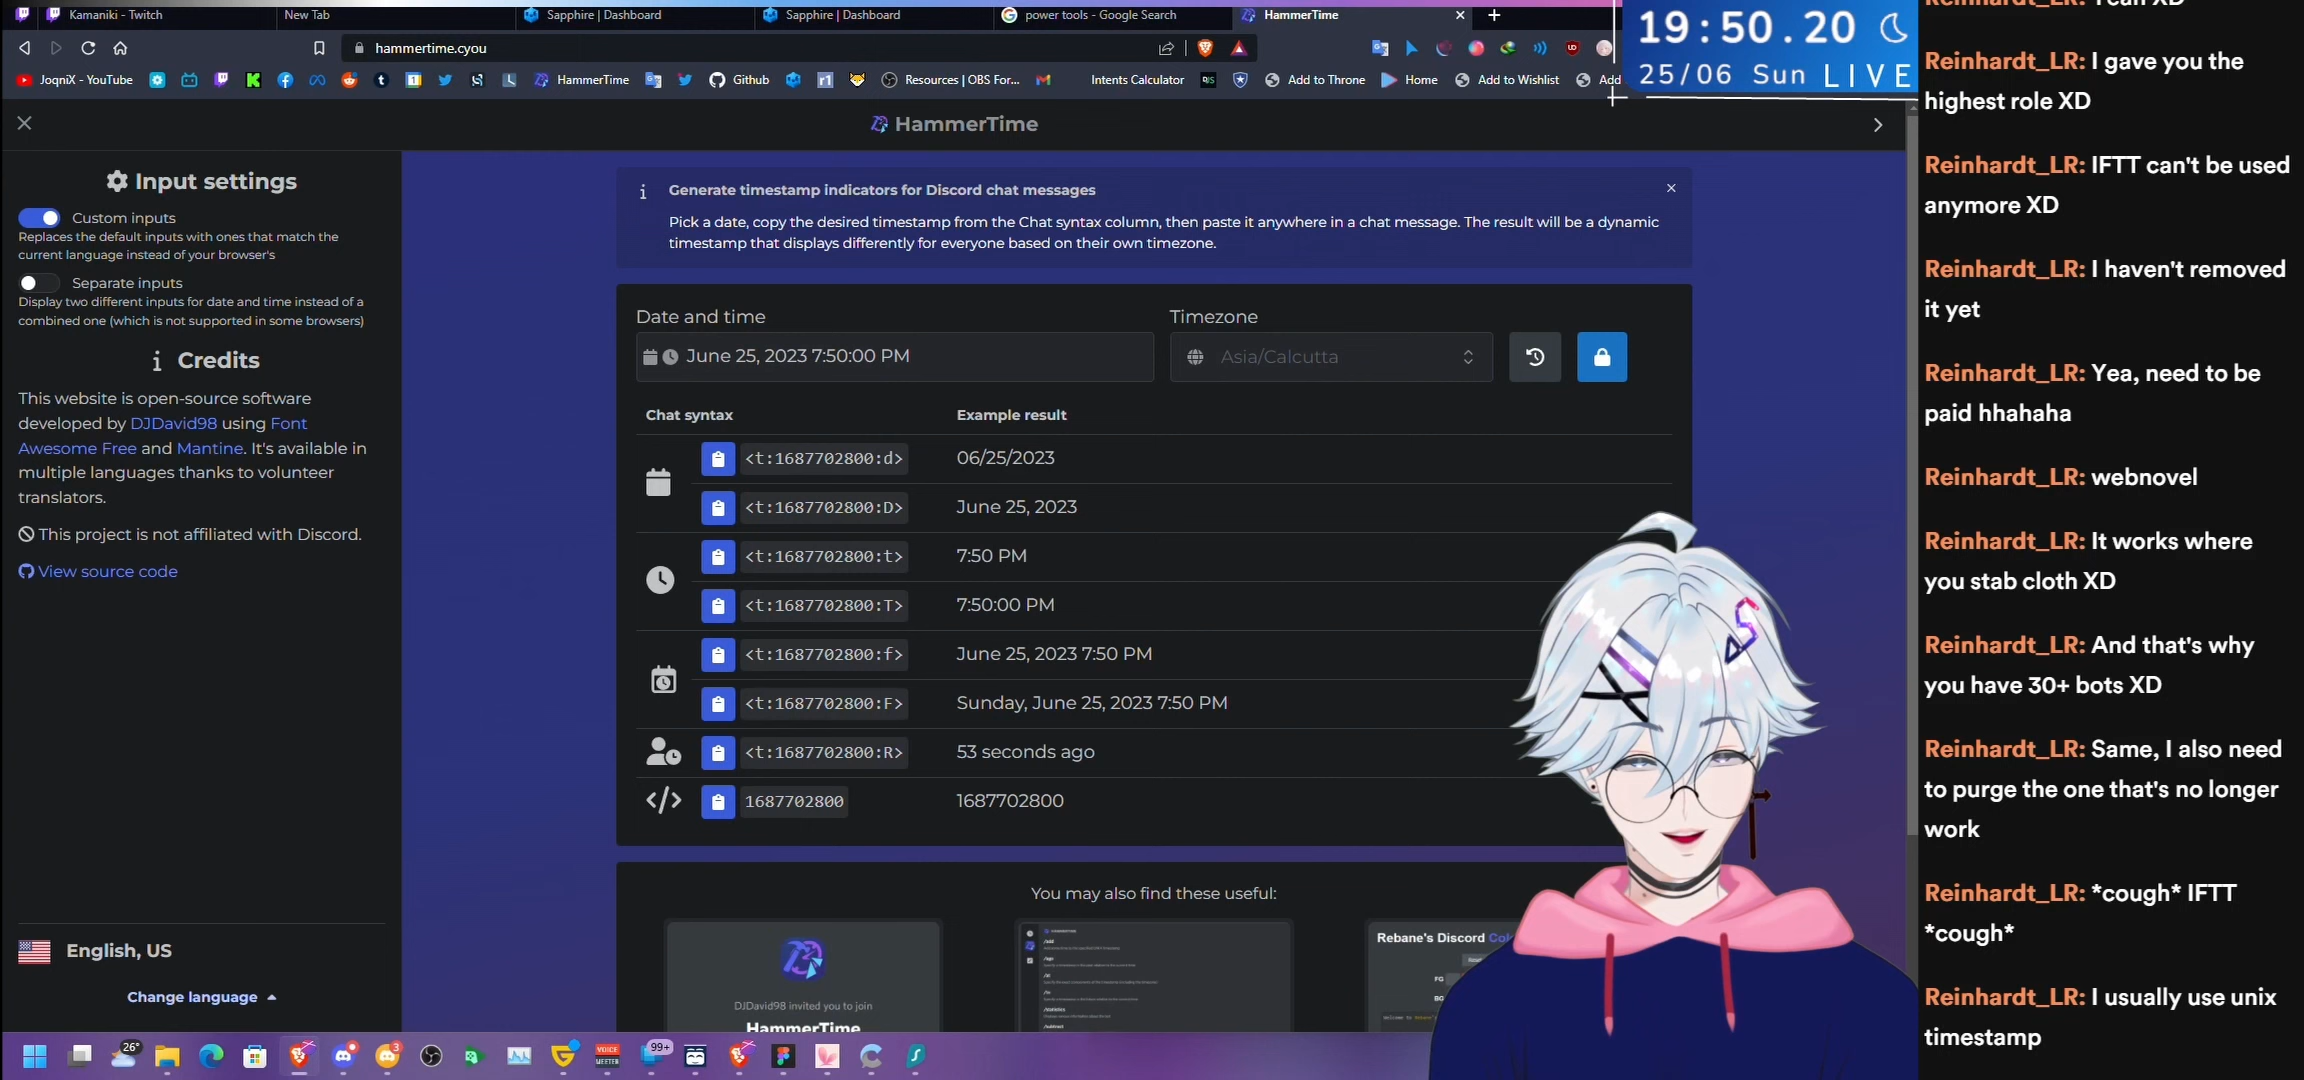 Kamaniki - Twitch
New Tab
Sapphire | Dashboard
Sapphire | Dashboard
power tools - Google Search
HammerTime
hammertime.cyou
JoqniX - YouTube
HammerTime
Github
Resources | OBS For...
Intents Calculator
Add to Throne
Home
Add to Wishlist
Add
19:50.20
25/06 Sun LIVE
HammerTime
Input settings
Custom inputs
Replaces the default inputs with ones that match the
current language instead of your browser's
Separate inputs
Display two different inputs for date and time instead of a
combined one (which is not supported in some browsers)
Credits
This website is open-source software
developed by DJDavid98 using Font
Awesome Free and Mantine. It's available in
multiple languages thanks to volunteer
translators.
This project is not affiliated with Discord.
View source code
English, US
Change language
Generate timestamp indicators for Discord chat messages
Pick a date, copy the desired timestamp from the Chat syntax column, then paste it anywhere in a chat message. The result will be a dynamic
timestamp that displays differently for everyone based on their own timezone.
Date and time
Timezone
June 25, 2023 7:50:00 PM
Asia/Calcutta
Chat syntax
Example result
<t:1687702800:d> 06/25/2023
<t:1687702800:D> June 25, 2023
<t:1687702800:t> 7:50 PM
<t:1687702800:T> 7:50:00 PM
<t:1687702800:f> June 25, 2023 7:50 PM
<t:1687702800:F> Sunday, June 25, 2023 7:50 PM
<t:1687702800:R> 53 seconds ago
1687702800 1687702800
You may also find these useful:
DJDavid98 invited you to join
HammerTime
Rebane's Discord
Reinhardt_LR: Yeah XD
Reinhardt_LR: I gave you the
highest role XD
Reinhardt_LR: IFTT can't be used
anymore XD
Reinhardt_LR: I haven't removed
it yet
Reinhardt_LR: Yea, need to be
paid hhahaha
Reinhardt_LR: webnovel
Reinhardt_LR: It works where
you stab cloth XD
Reinhardt_LR: And that's why
you have 30+ bots XD
Reinhardt_LR: Same, I also need
to purge the one that's no longer
work
Reinhardt_LR: *cough* IFTT
*cough*
Reinhardt_LR: I usually use unix
timestamp
26°
3
VOICE
MEETER
99+